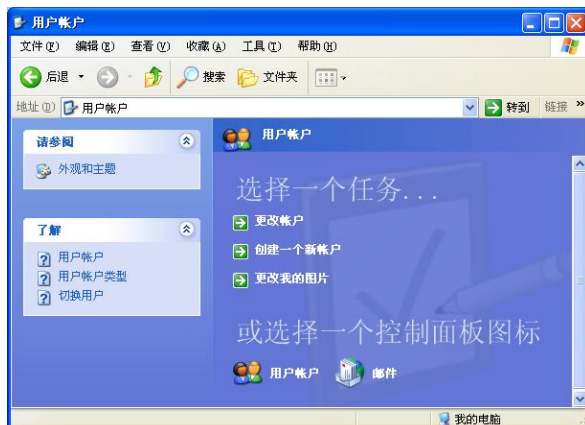 用户帐户
文件(F) 编辑(E) 查看(V) 收藏(A) 工具(T) 帮助(H)
后退 搜索 文件夹
地址(D) 用户帐户 转到 链接 »
请参阅
外观和主题
了解
用户帐户
用户帐户类型
切换用户
用户帐户
选择一个任务...
更改帐户
创建一个新帐户
更改我的图片
或选择一个控制面板图标
用户帐户 邮件
我的电脑